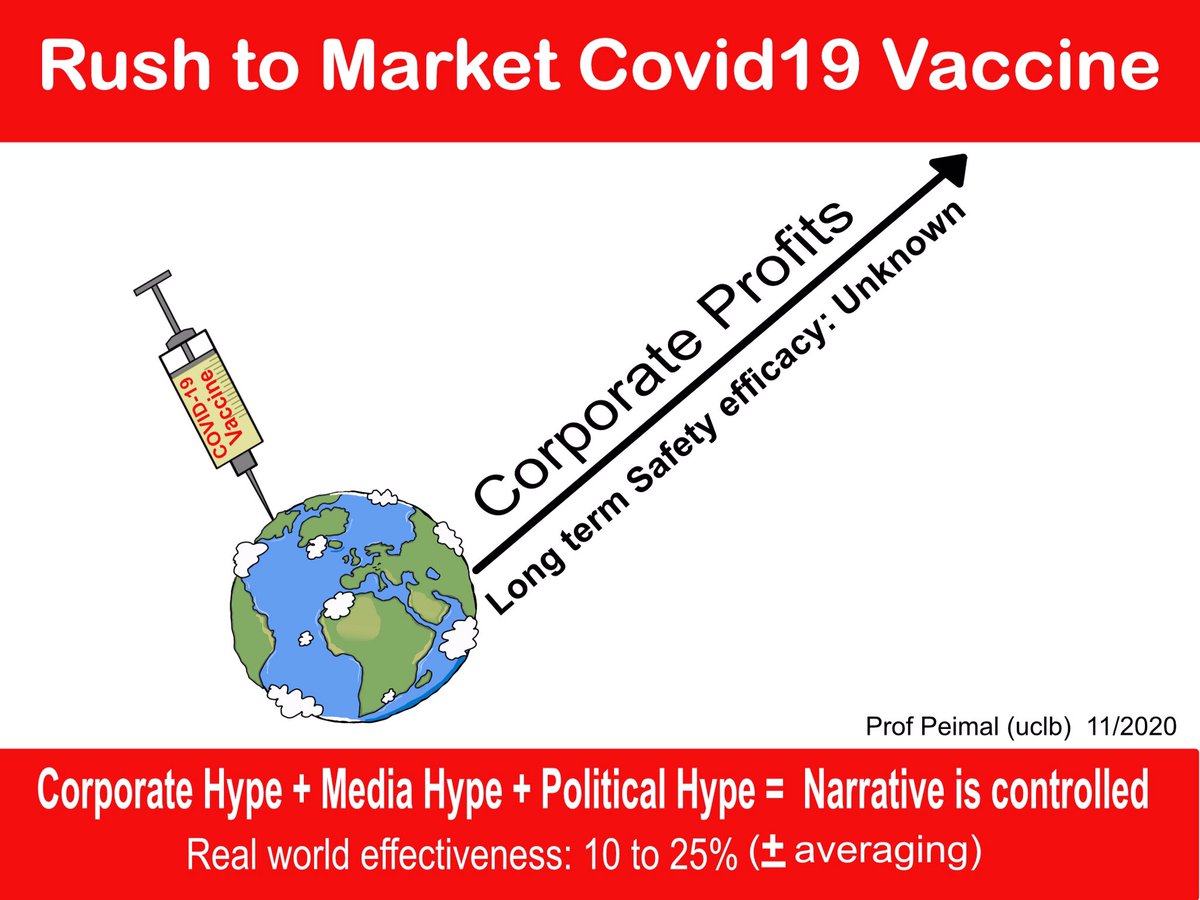 Rush to Market Covid19 Vaccine
COVID-19
Vaccine
Corporate Profits
Long term Safety efficacy: Unknown
Prof Peimal (uclb) 11/2020
Corporate Hype + Media Hype + Political Hype = Narrative is controlled
Real world effectiveness: 10 to 25% (± averaging)